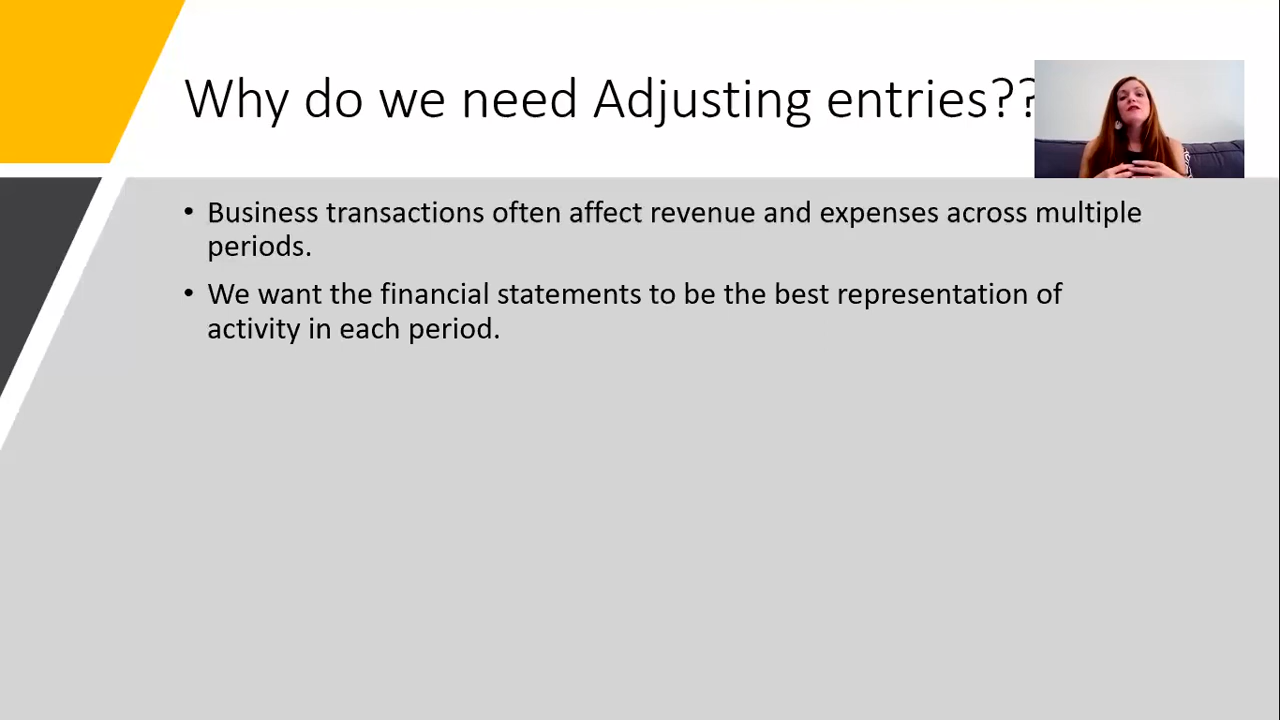 Why do we need Adjusting entries??
• Business transactions often affect revenue and expenses across multiple
periods.
• We want the financial statements to be the best representation of
activity in each period.